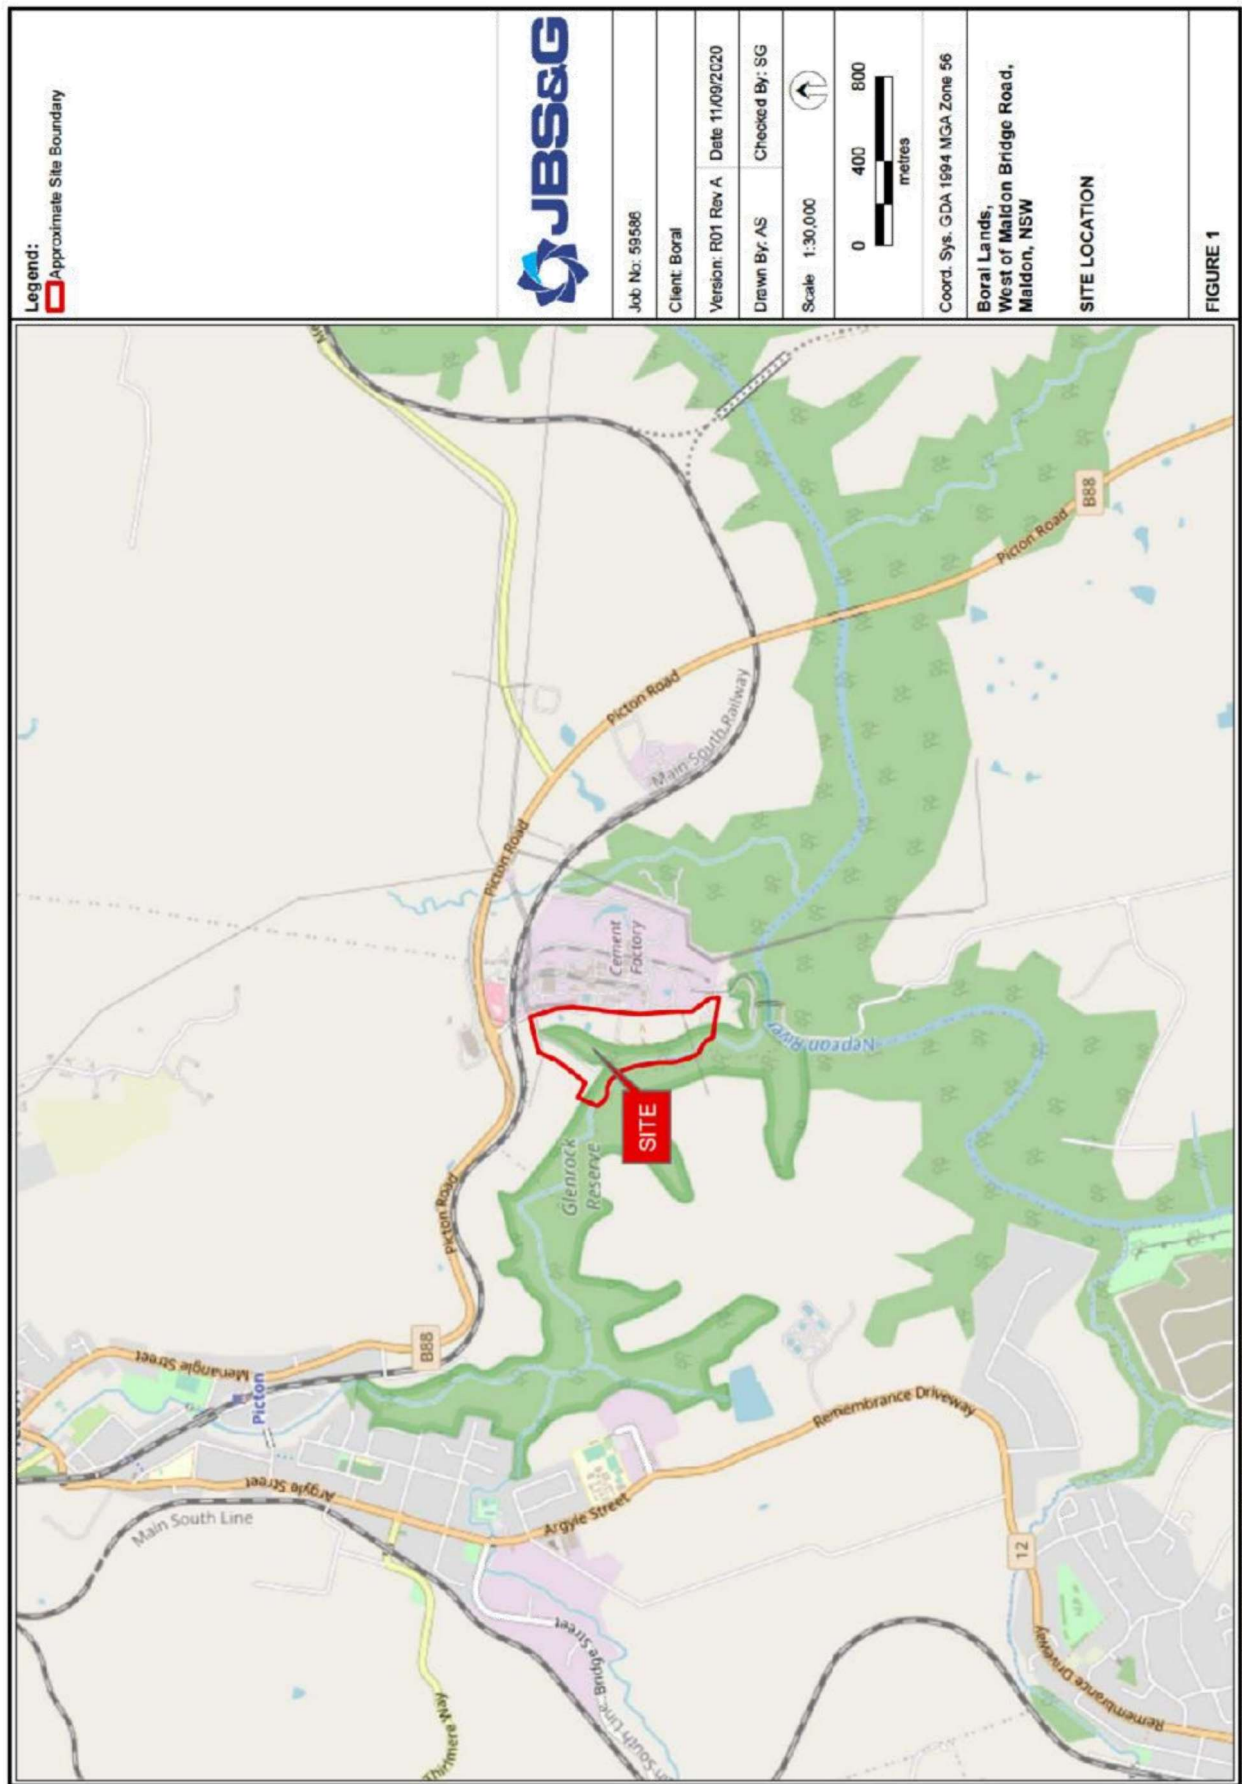 Legend:
Approximate Site Boundary
JBS&G
Job No: 59586
Client: Boral
Version: R01 Rev A
Date 11/09/2020
Drawn By: AS
Checked By: SG
Scale 1:30,000
0 400 800
metres
Coord. Sys. GDA 1994 MGA Zone 56
Boral Lands,
West of Maldon Bridge Road,
Maldon, NSW
SITE LOCATION
FIGURE 1
Menangle Street
Picton
B88
Argyle Street
Main South Line
Argyle Street
Thirlmere Way
Bridge Street
South Line
Remembrance Driveway
12
Remembrance Driveway
Picton Road
Glenrock
Reserve
SITE
Cement
Factory
Nepean River
Picton Road
Picton Road
Main South Railway
Picton Road
B88